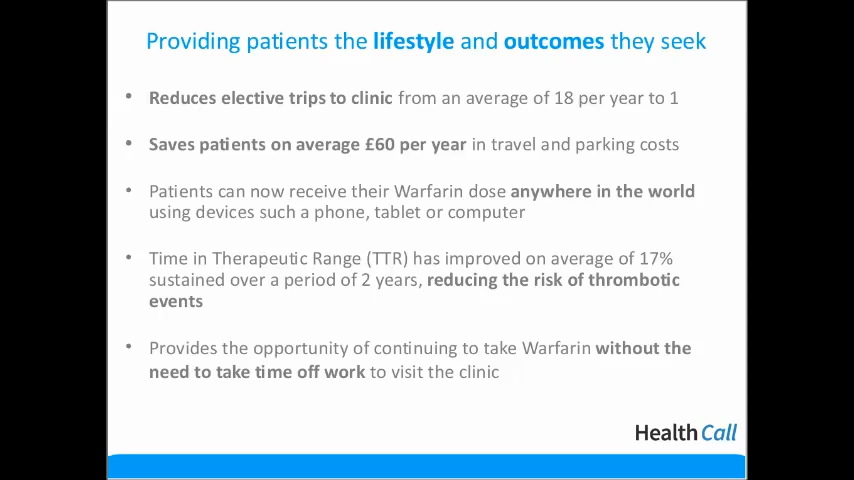 Providing patients the lifestyle and outcomes they seek
• Reduces elective trips to clinic from an average of 18 per year to 1
• Saves patients on average £60 per year in travel and parking costs
• Patients can now receive their Warfarin dose anywhere in the world
using devices such a phone, tablet or computer
• Time in Therapeutic Range (TTR) has improved on average of 17%
sustained over a period of 2 years, reducing the risk of thrombotic
events
• Provides the opportunity of continuing to take Warfarin without the
need to take time off work to visit the clinic
Health Call